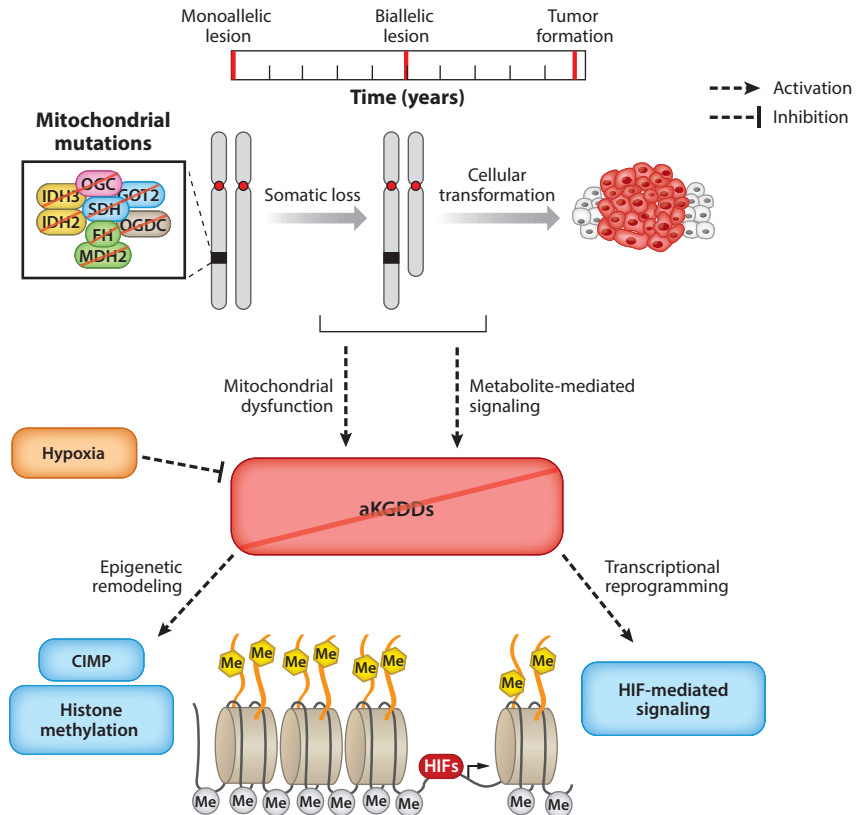 Monoallelic
lesion
Biallelic
lesion
Tumor
formation
Time (years)
Activation
Inhibition
Mitochondrial
mutations
OGC
IDH3
GOT2
SDH
IDH2
OGDC
FH
MDH2
Somatic loss
Cellular
transformation
Mitochondrial
dysfunction
Metabolite-mediated
signaling
Hypoxia
aKGDDs
Epigenetic
remodeling
Transcriptional
reprogramming
CIMP
Histone
methylation
Me Me Me Me Me Me Me Me
HIF-mediated
signaling
HIFs
Me Me Me Me Me Me Me Me